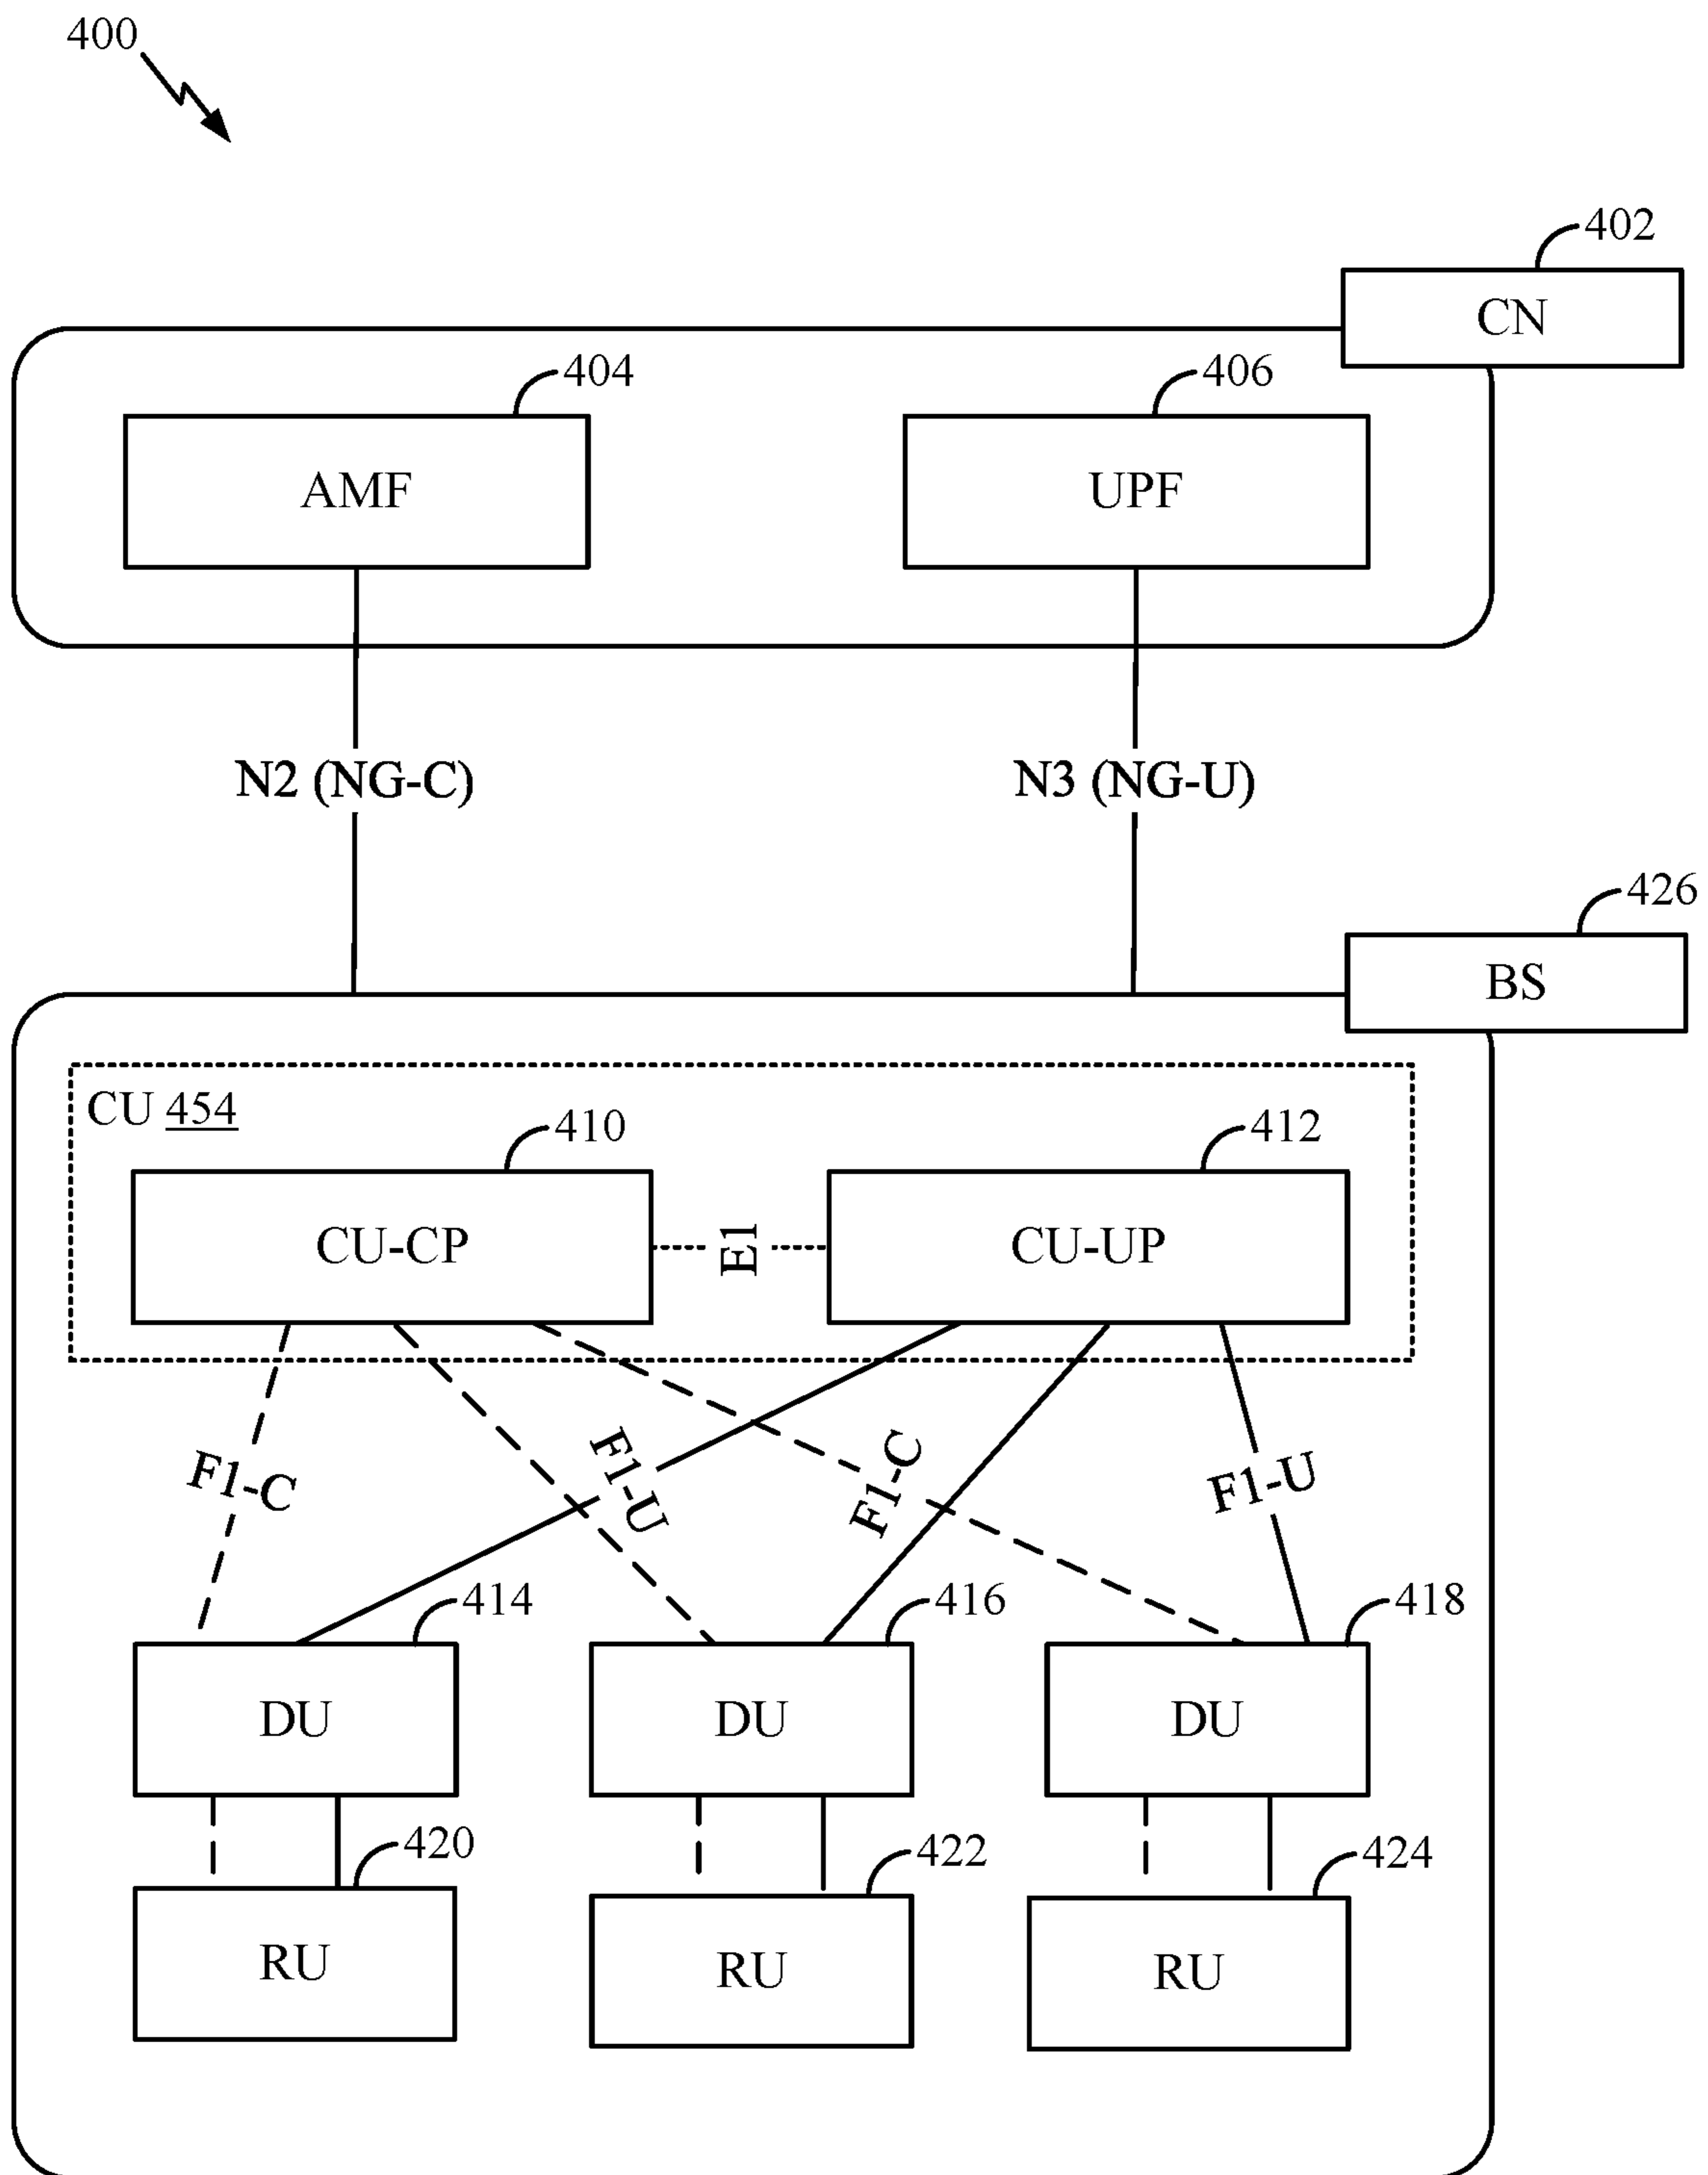 400
402
CN
404
406
AMF
UPF
N2 (NG-C)
N3 (NG-U)
426
BS
CU 454
410
412
CU-CP
E1
CU-UP
F1-C
F1-U
F1-C
F1-U
414
416
418
DU
DU
DU
420
422
424
RU
RU
RU